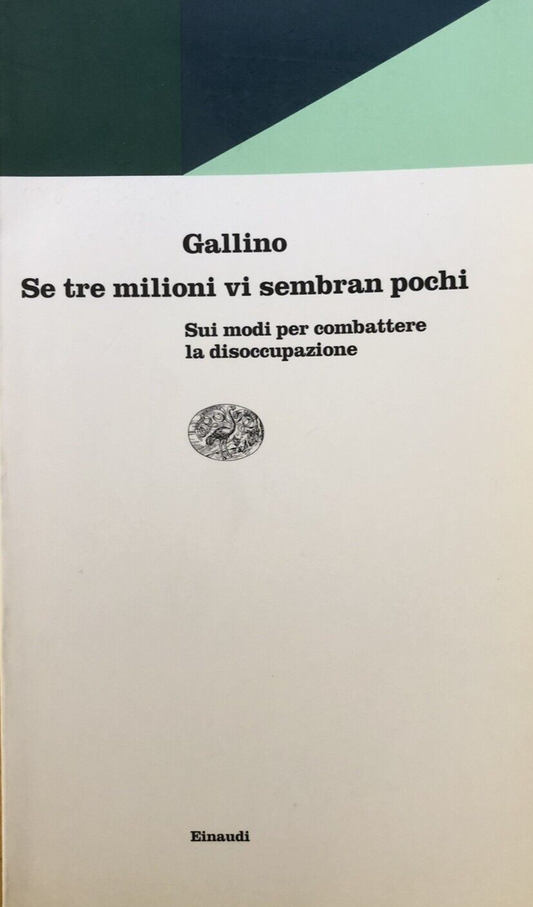 Gallino
Se tre milioni vi sembran pochi
Sui modi per combattere
la disoccupazione
Einaudi